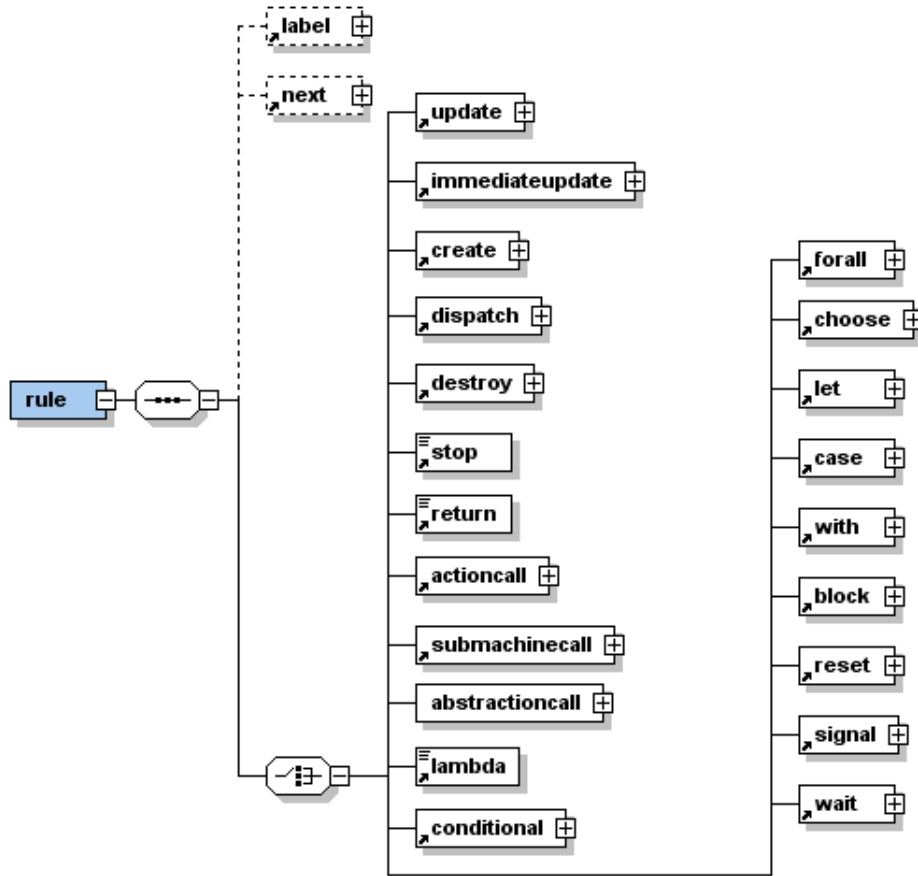 label
next
update
immediateupdate
create
dispatch
destroy
stop
return
actioncall
submachinecall
abstractioncall
lambda
conditional
forall
choose
let
case
with
block
reset
signal
wait
rule